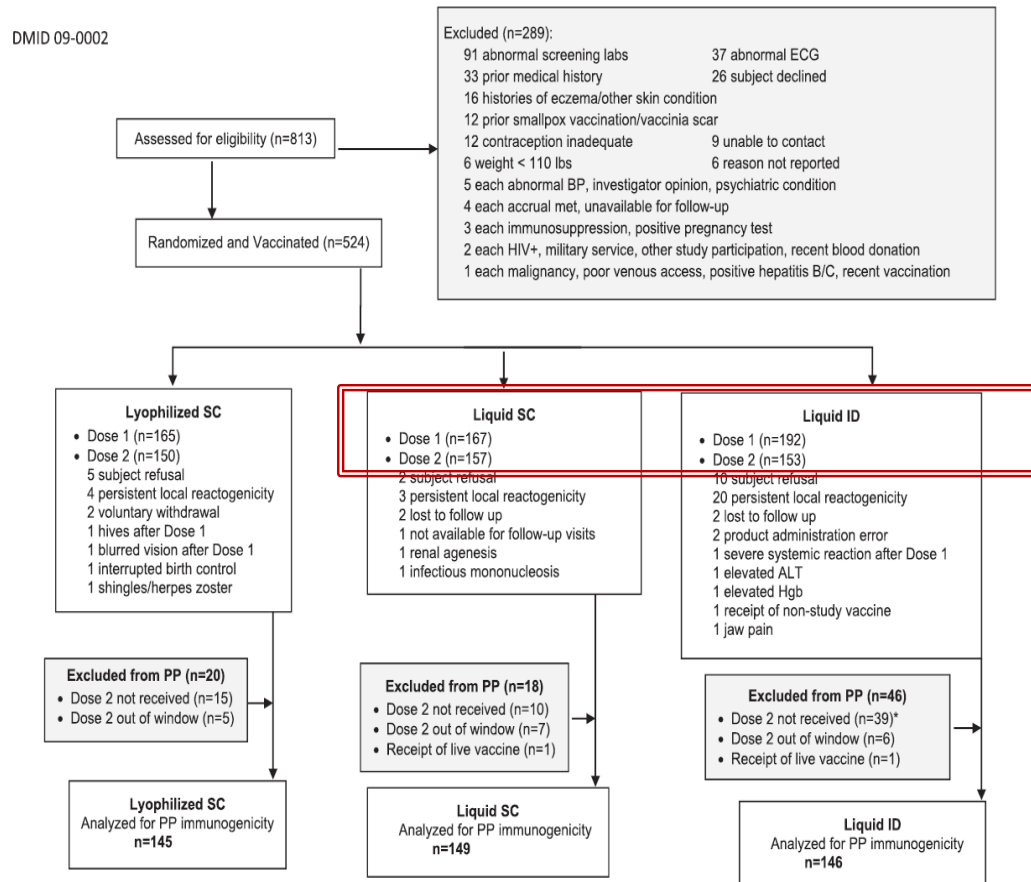 DMID 09-0002
Excluded (n=289):
91 abnormal screening labs 37 abnormal ECG
33 prior medical history 26 subject declined
16 histories of eczema/other skin condition
12 prior smallpox vaccination/vaccinia scar
12 contraception inadequate 9 unable to contact
6 weight < 110 lbs 6 reason not reported
5 each abnormal BP, investigator opinion, psychiatric condition
4 each accrual met, unavailable for follow-up
3 each immunosuppression, positive pregnancy test
2 each HIV+, military service, other study participation, recent blood donation
1 each malignancy, poor venous access, positive hepatitis B/C, recent vaccination
Assessed for eligibility (n=813)
Randomized and Vaccinated (n=524)
Lyophilized SC
• Dose 1 (n=165)
• Dose 2 (n=150)
5 subject refusal
4 persistent local reactogenicity
2 voluntary withdrawal
1 hives after Dose 1
1 blurred vision after Dose 1
1 interrupted birth control
1 shingles/herpes zoster
Liquid SC
• Dose 1 (n=167)
• Dose 2 (n=157)
2 subject refusal
3 persistent local reactogenicity
2 lost to follow up
1 not available for follow-up visits
1 renal agenesis
1 infectious mononucleosis
Liquid ID
• Dose 1 (n=192)
• Dose 2 (n=153)
10 subject refusal
20 persistent local reactogenicity
2 lost to follow up
2 product administration error
1 severe systemic reaction after Dose 1
1 elevated ALT
1 elevated Hgb
1 receipt of non-study vaccine
1 jaw pain
Excluded from PP (n=20)
• Dose 2 not received (n=15)
• Dose 2 out of window (n=5)
Excluded from PP (n=18)
• Dose 2 not received (n=10)
• Dose 2 out of window (n=7)
• Receipt of live vaccine (n=1)
Excluded from PP (n=46)
• Dose 2 not received (n=39)*
• Dose 2 out of window (n=6)
• Receipt of live vaccine (n=1)
Lyophilized SC
Analyzed for PP immunogenicity
n=145
Liquid SC
Analyzed for PP immunogenicity
n=149
Liquid ID
Analyzed for PP immunogenicity
n=146